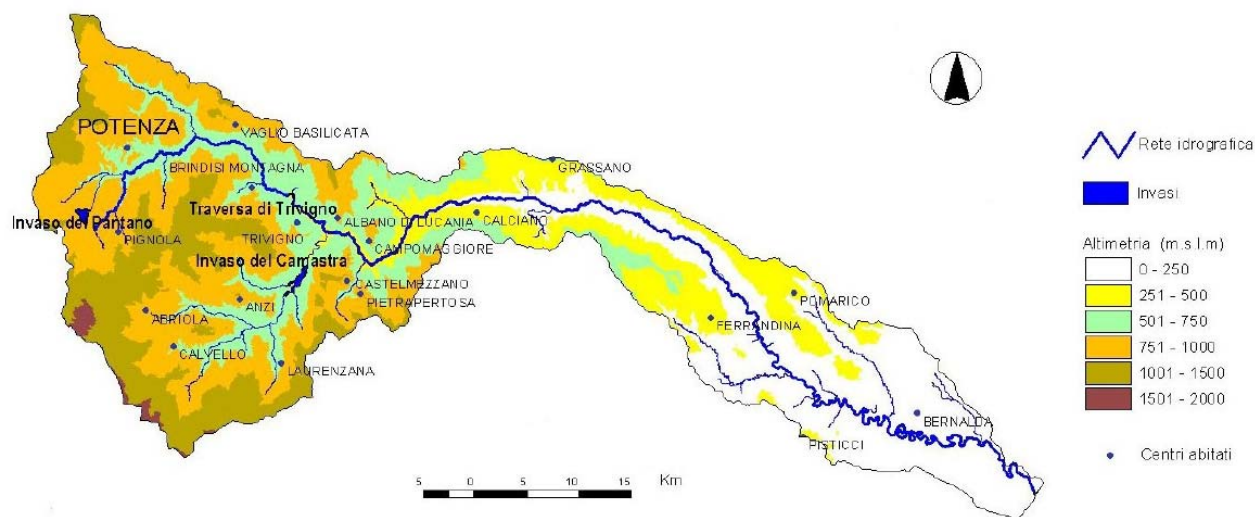 POTENZA
VAGLIO BASILICATA
BRINDISI MONTAGNA
GRASSANO
Invaso del Pantano
PIGNOLA
Traversa di Trivigno
TRIVIGNO
ALBANO DI LUCANIA
CALCIANO
CAMPOMAGGIORE
Invaso del Camastra
CASTELMEZZANO
PIETRAPERTOSA
ANZI
ABRIOLA
CALVELLO
LAURENZANA
POMARICO
FERRANDINA
BERNALDA
PISTICCI
Rete idrografica
Invasi
Altimetria (m.s.l.m)
0 - 250
251 - 500
501 - 750
751 - 1000
1001 - 1500
1501 - 2000
Centri abitati
5 0 5 10 15 Km